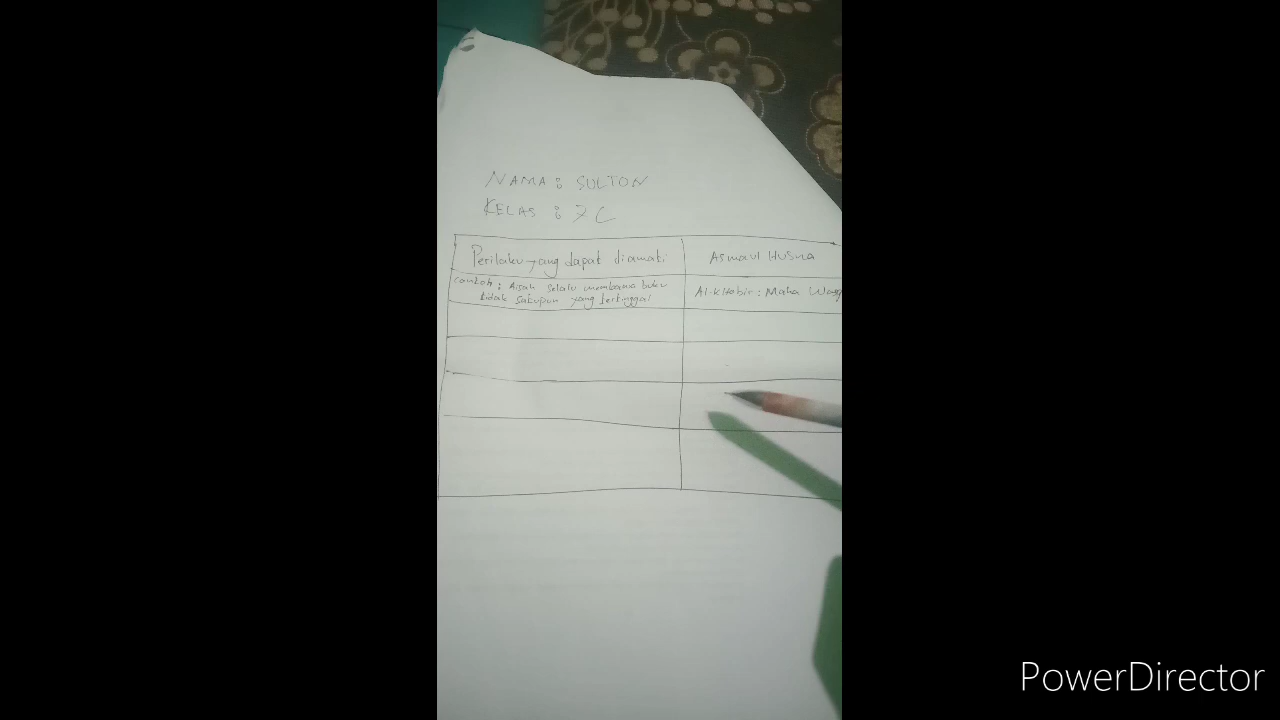 NAMA : SULTON
KELAS : 7C
Perilaku yang dapat diamati
Asmaul HUSNA
Contoh : Aisah selalu membawa buku
tidak satupun yang tertinggal
Al-Khabir : Maha
PowerDirector